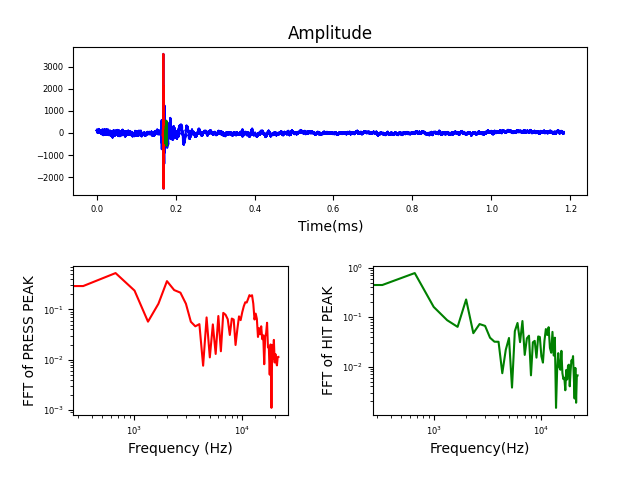 Amplitude
3000
2000
1000
0
−1000
−2000
0.0 0.2 0.4 0.6 0.8 1.0 1.2
Time(ms)
FFT of PRESS PEAK
10⁻¹
10⁻²
10⁻³
10³ 10⁴
Frequency (Hz)
FFT of HIT PEAK
10⁰
10⁻¹
10⁻²
10³ 10⁴
Frequency(Hz)